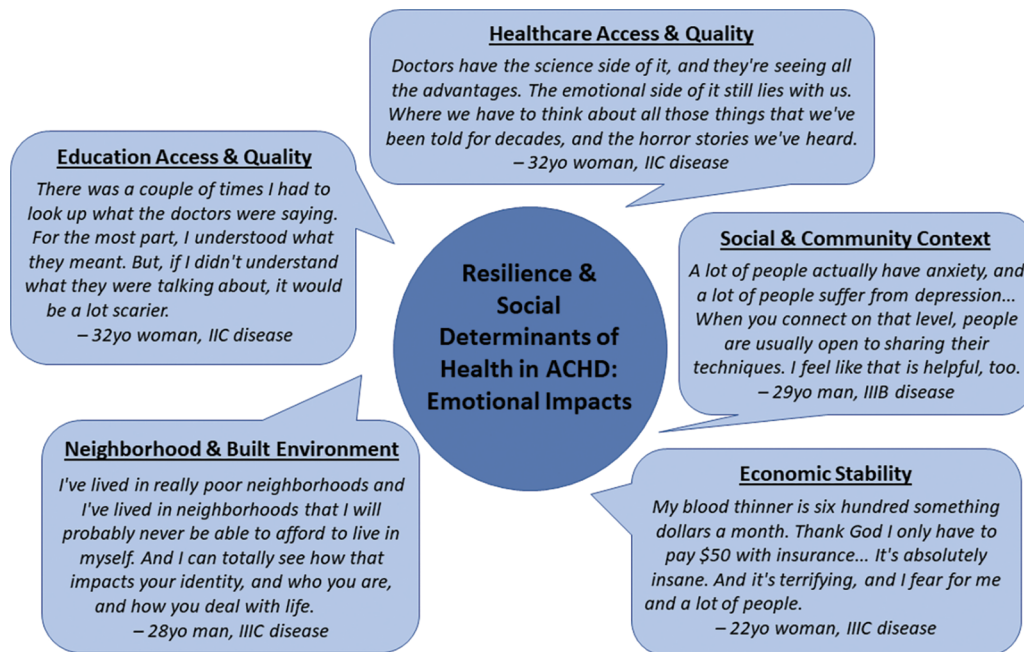 Healthcare Access & Quality
Doctors have the science side of it, and they're seeing all
the advantages. The emotional side of it still lies with us.
Where we have to think about all those things that we've
been told for decades, and the horror stories we've heard.
– 32yo woman, IIC disease
Education Access & Quality
There was a couple of times I had to
look up what the doctors were saying.
For the most part, I understood what
they meant. But, if I didn't understand
what they were talking about, it would
be a lot scarier.
– 32yo woman, IIC disease
Social & Community Context
A lot of people actually have anxiety, and
a lot of people suffer from depression...
When you connect on that level, people
are usually open to sharing their
techniques. I feel like that is helpful, too.
– 29yo man, IIIB disease
Resilience &
Social
Determinants of
Health in ACHD:
Emotional Impacts
Neighborhood & Built Environment
I've lived in really poor neighborhoods and
I've lived in neighborhoods that I will
probably never be able to afford to live in
myself. And I can totally see how that
impacts your identity, and who you are,
and how you deal with life.
– 28yo man, IIIC disease
Economic Stability
My blood thinner is six hundred something
dollars a month. Thank God I only have to
pay $50 with insurance... It's absolutely
insane. And it's terrifying, and I fear for me
and a lot of people.
– 22yo woman, IIIC disease